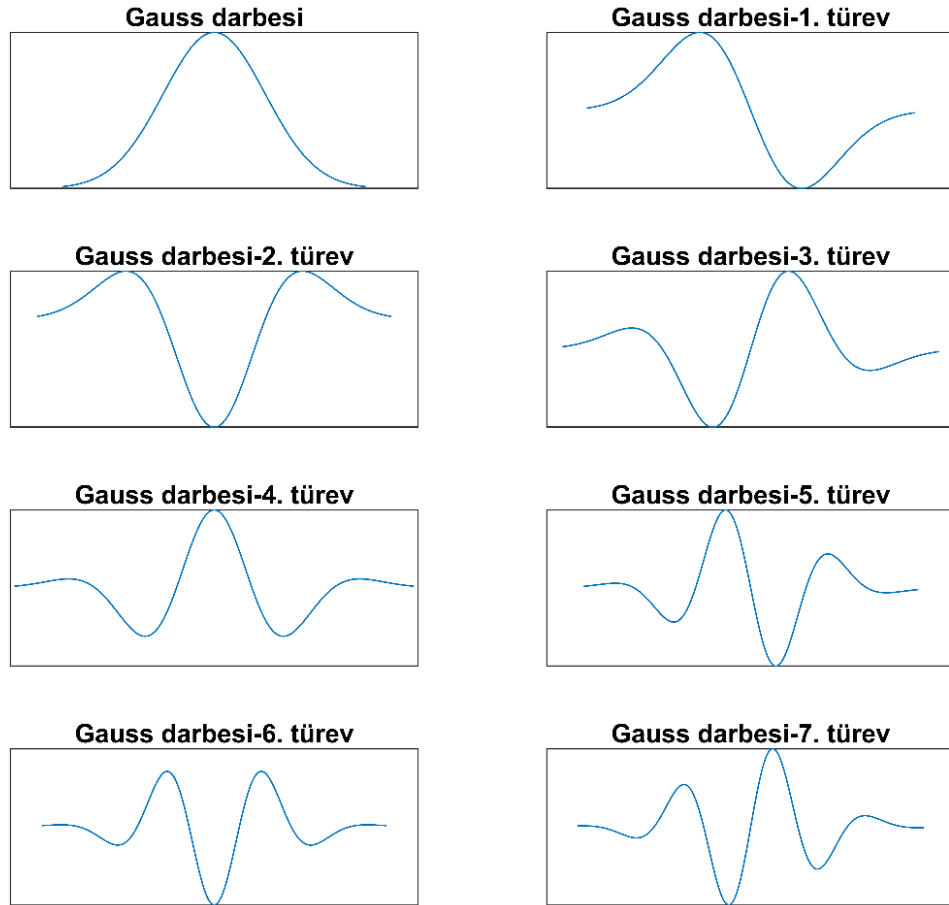 Gauss darbesi
Gauss darbesi-1. türev
Gauss darbesi-2. türev
Gauss darbesi-3. türev
Gauss darbesi-4. türev
Gauss darbesi-5. türev
Gauss darbesi-6. türev
Gauss darbesi-7. türev